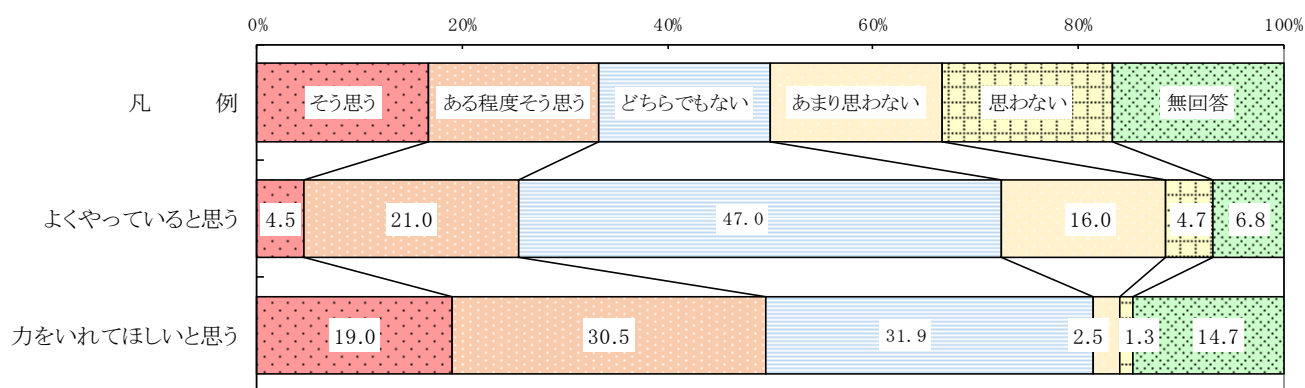 0% 20% 40% 60% 80% 100%
凡 例 そう思う ある程度そう思う どちらでもない あまり思わない 思わない 無回答
よくやっていると思う 4.5 21.0 47.0 16.0 4.7 6.8
力をいれてほしいと思う 19.0 30.5 31.9 2.5 1.3 14.7